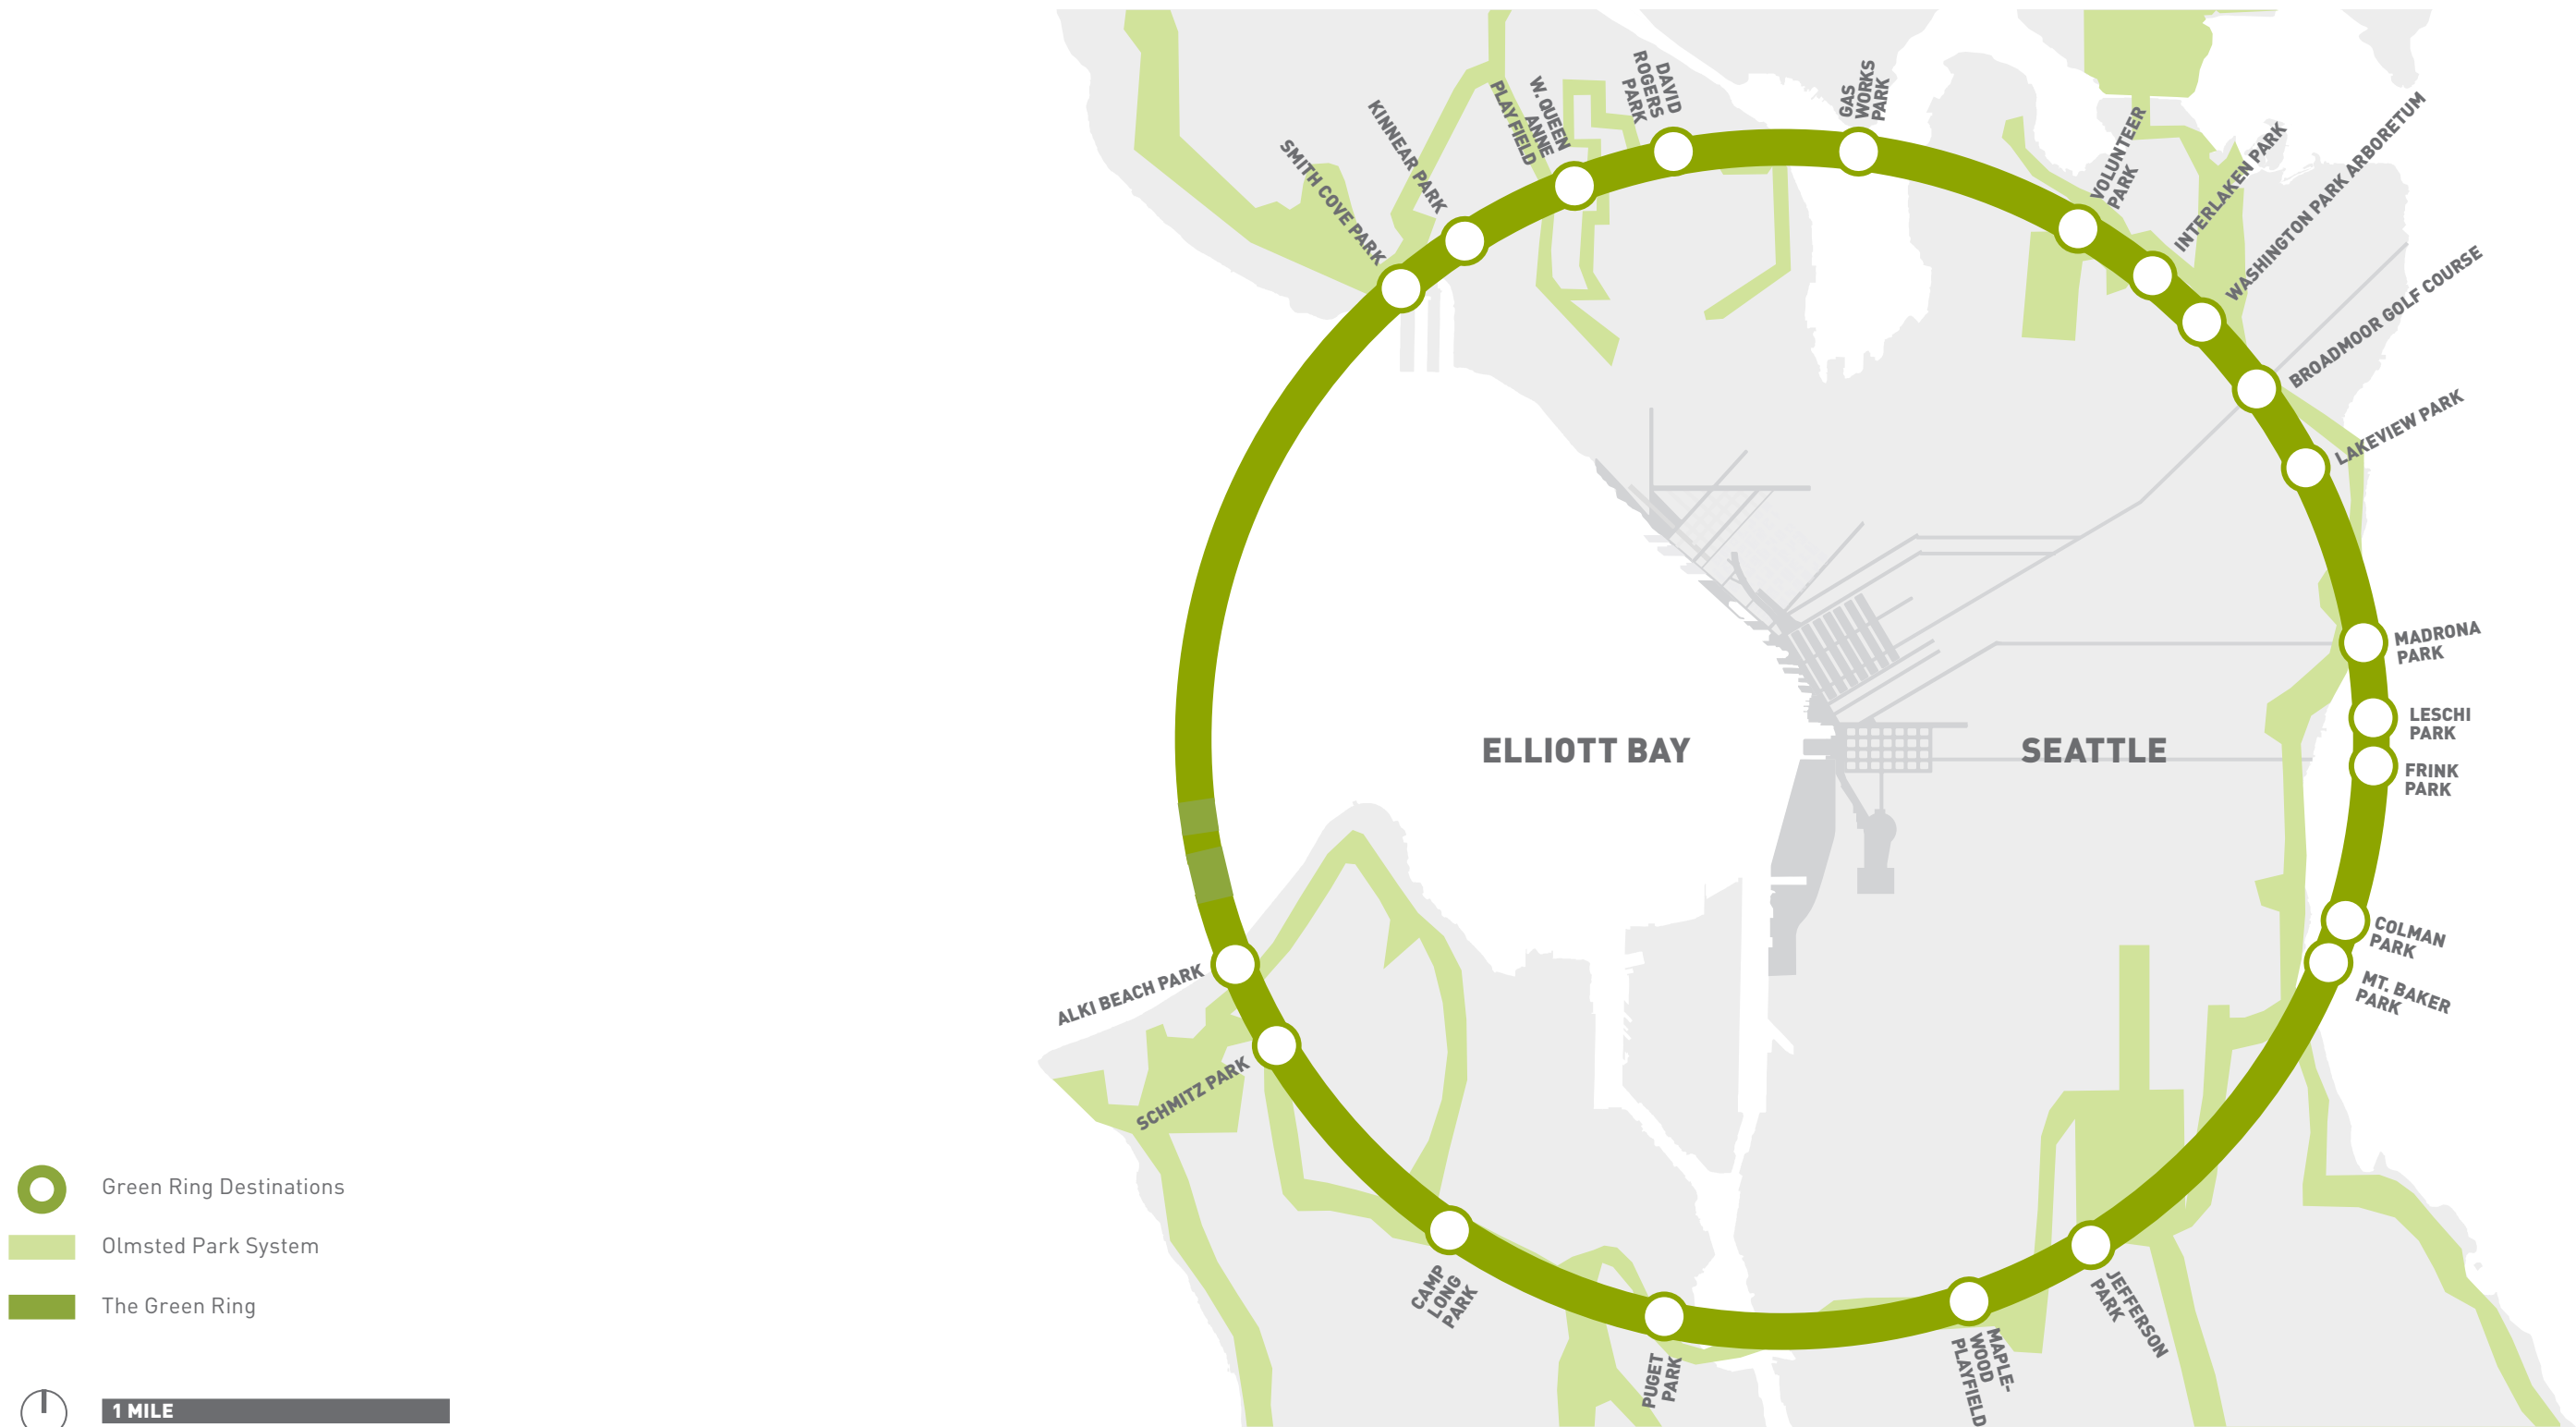 SMITH COVE PARK
KINNEAR PARK
W. QUEEN
ANNE
PLAYFIELD
DAVID
ROGERS
PARK
GAS
WORKS
PARK
VOLUNTEER
PARK
INTERLAKEN PARK
WASHINGTON PARK ARBORETUM
BROADMOOR GOLF COURSE
LAKEVIEW PARK
MADRONA
PARK
LESCHI
PARK
FRINK
PARK
COLMAN
PARK
MT. BAKER
PARK
JEFFERSON
PARK
MAPLE-
WOOD
PLAYFIELD
PUGET
PARK
CAMP
LONG
PARK
SCHMITZ PARK
ALKI BEACH PARK
ELLIOTT BAY
SEATTLE
Green Ring Destinations
Olmsted Park System
The Green Ring
1 MILE